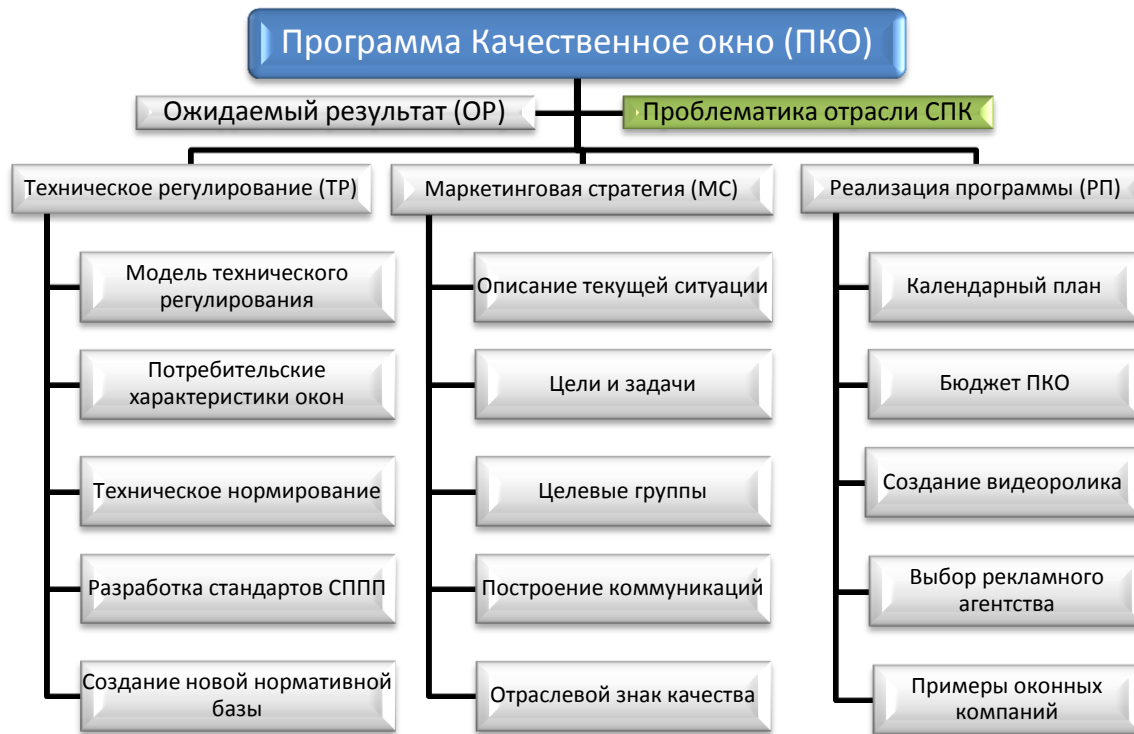 Программа Качественное окно (ПКО)
Ожидаемый результат (ОР)
Проблематика отрасли СПК
Техническое регулирование (ТР)
Модель технического
регулирования
Потребительские
характеристики окон
Техническое нормирование
Разработка стандартов СППП
Создание новой нормативной
базы
Маркетинговая стратегия (МС)
Описание текущей ситуации
Цели и задачи
Целевые группы
Построение коммуникаций
Отраслевой знак качества
Реализация программы (РП)
Календарный план
Бюджет ПКО
Создание видеоролика
Выбор рекламного
агентства
Примеры оконных
компаний